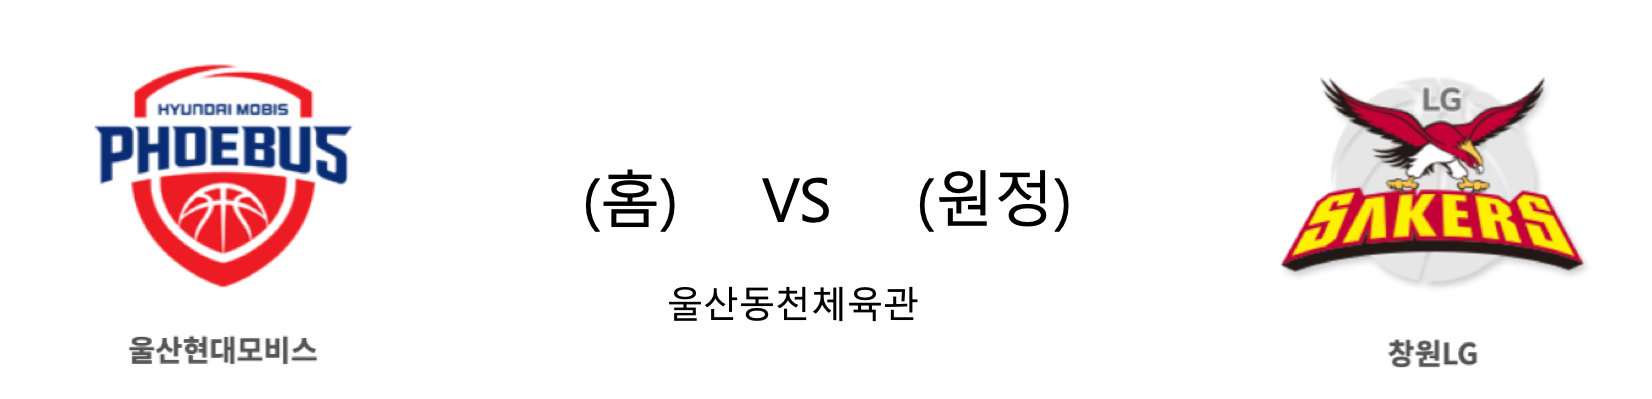 HYUNDAI MOBIS
PHOEBUS
울산현대모비스
(홈) VS (원정)
울산동천체육관
LG
SAKERS
창원LG